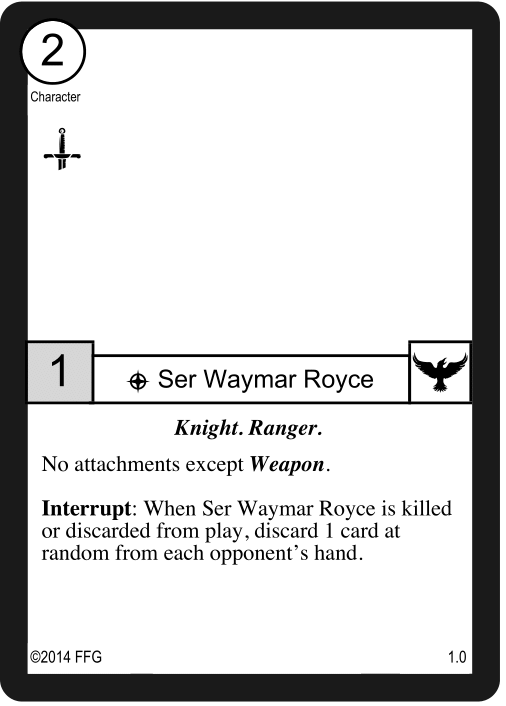 2
Character
1
Ser Waymar Royce
Knight. Ranger.
No attachments except Weapon.
Interrupt: When Ser Waymar Royce is killed
or discarded from play, discard 1 card at
random from each opponent’s hand.
©2014 FFG
1.0